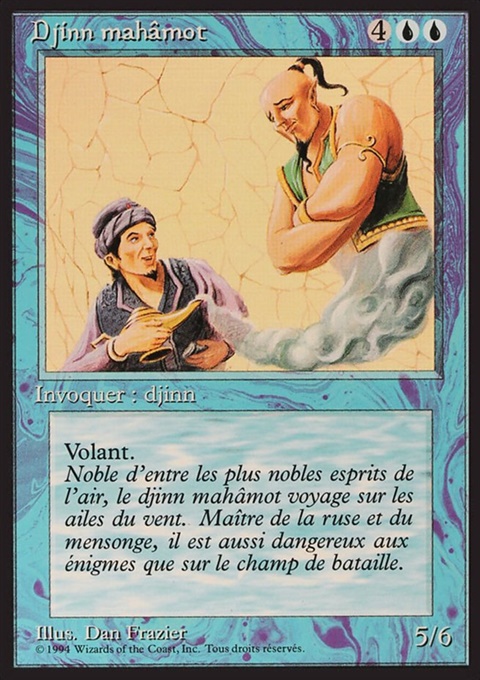 Djinn mahâmot 4
Invoquer : djinn
Volant.
Noble d'entre les plus nobles esprits de
l'air, le djinn mahâmot voyage sur les
ailes du vent. Maître de la ruse et du
mensonge, il est aussi dangereux aux
énigmes que sur le champ de bataille.
Illus. Dan Frazier
5/6
© 1994 Wizards of the Coast, Inc. Tous droits réservés.